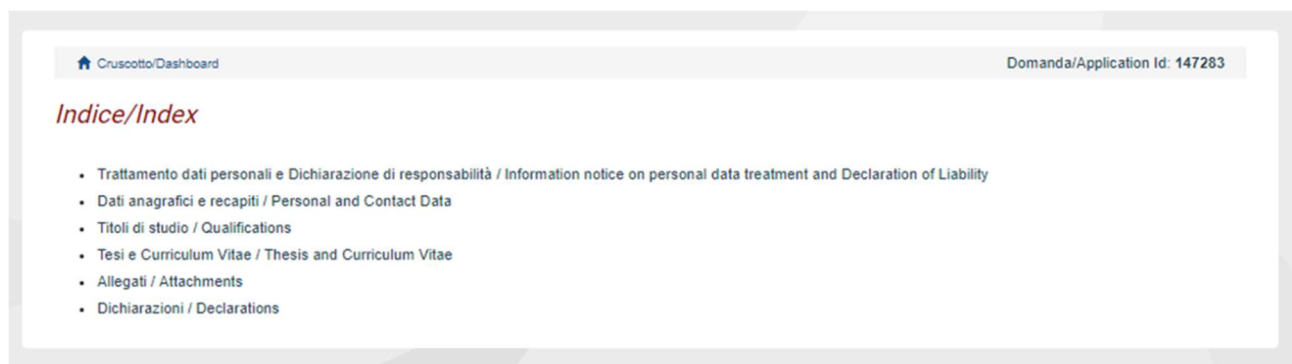 Cruscotto/Dashboard
Domanda/Application Id: 147283
Indice/Index
Trattamento dati personali e Dichiarazione di responsabilità / Information notice on personal data treatment and Declaration of Liability
Dati anagrafici e recapiti / Personal and Contact Data
Titoli di studio / Qualifications
Tesi e Curriculum Vitae / Thesis and Curriculum Vitae
Allegati / Attachments
Dichiarazioni / Declarations